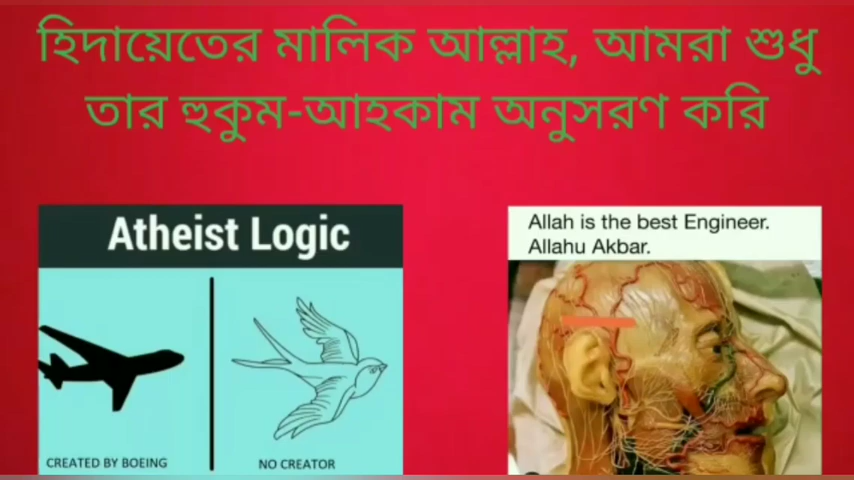 হিদায়েতের মালিক আল্লাহ, আমরা শুধু
তার হুকুম-আহকাম অনুসরণ করি
Atheist Logic
CREATED BY BOEING
NO CREATOR
Allah is the best Engineer.
Allahu Akbar.